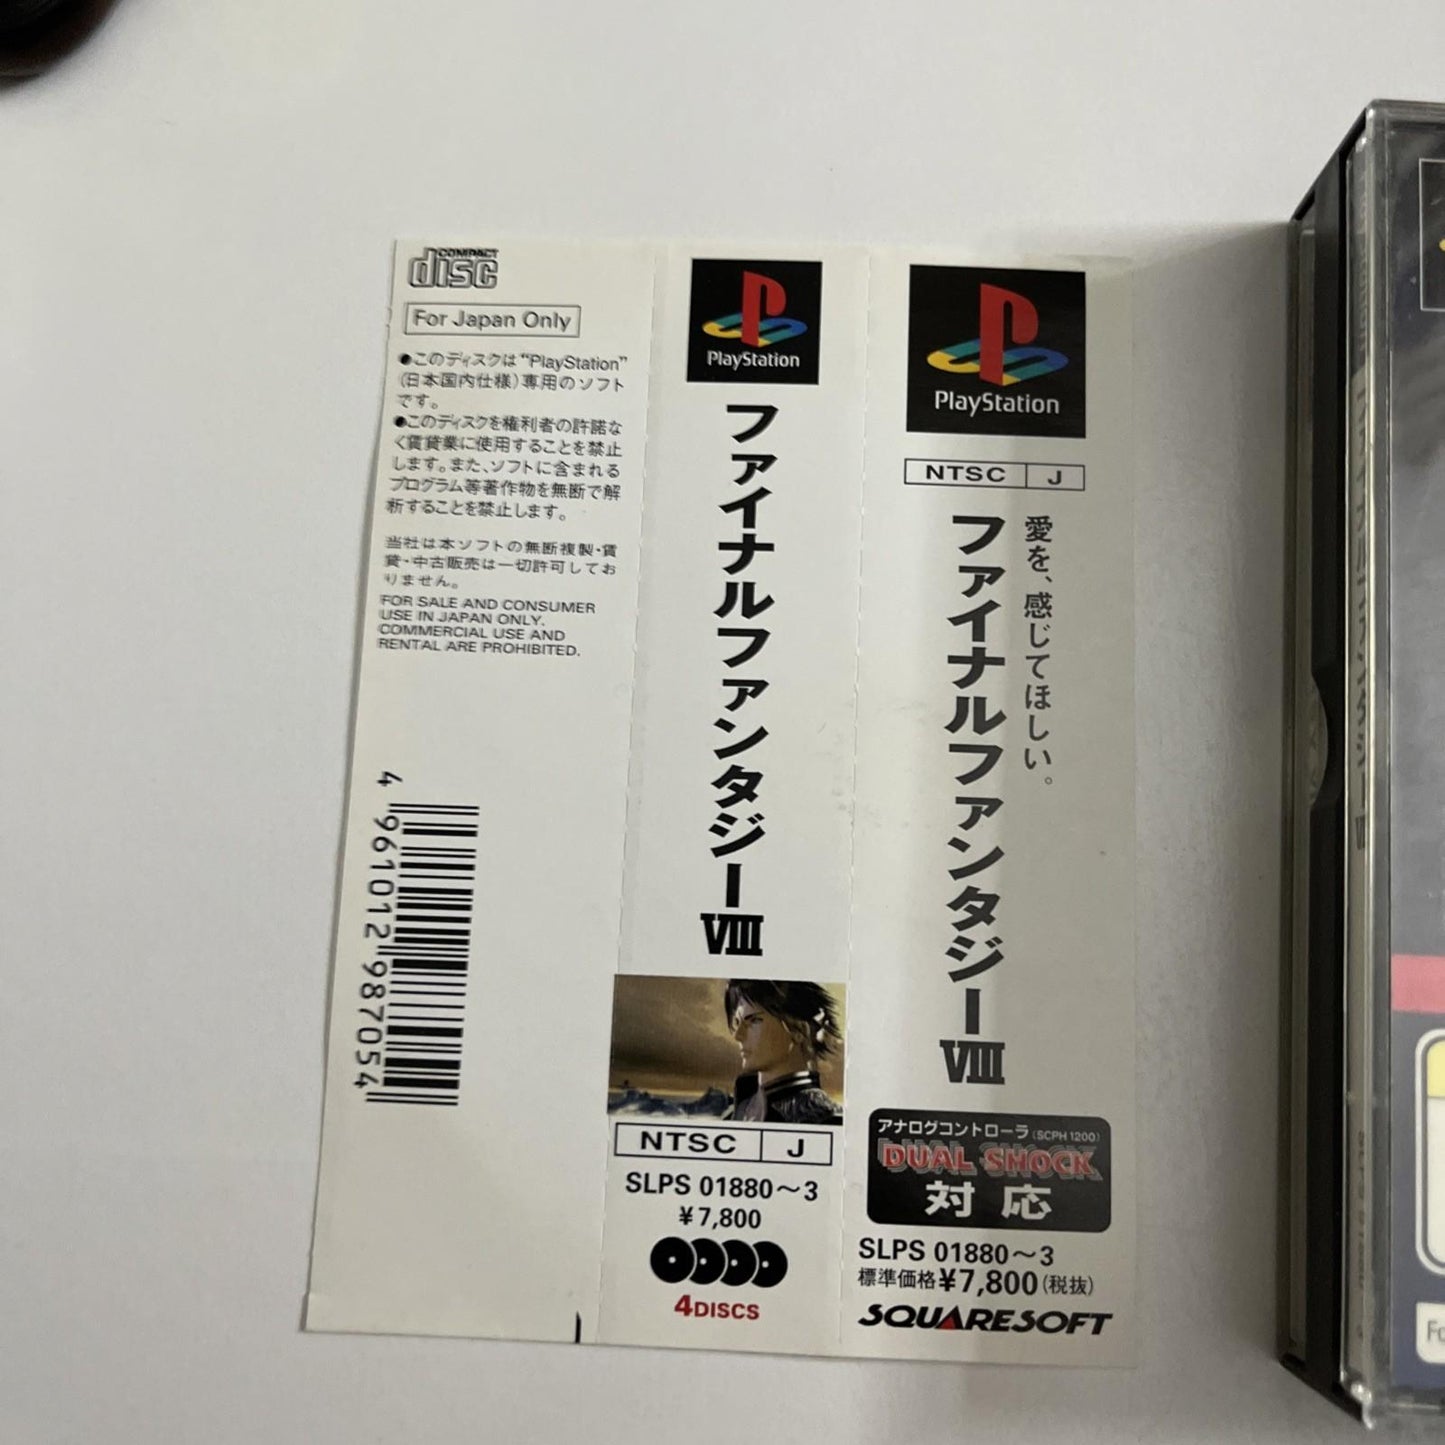 COMPACT
disc
For Japan Only
●このディスクは"PlayStation"
(日本国内仕様)専用のソフト
です。
●このディスクを権利者の許諾な
く賃貸業に使用することを禁止
します。また、ソフトに含まれる
プログラム等著作物を無断で解
析することを禁止します。
当社は本ソフトの無断複製・賃
貸・中古販売は一切許可してお
りません。
FOR SALE AND CONSUMER
USE IN JAPAN ONLY.
COMMERCIAL USE AND
RENTAL ARE PROHIBITED.
4 961012 987054
PlayStation
ファイナルファンタジーVIII
NTSC J
SLPS 01880～3
¥7,800
4DISCS
PlayStation
NTSC J
愛を、感じてほしい。
ファイナルファンタジーVIII
アナログコントローラ(SCPH 1200)
DUAL SHOCK
対応
SLPS 01880～3
標準価格¥7,800(税抜)
SQUARESOFT